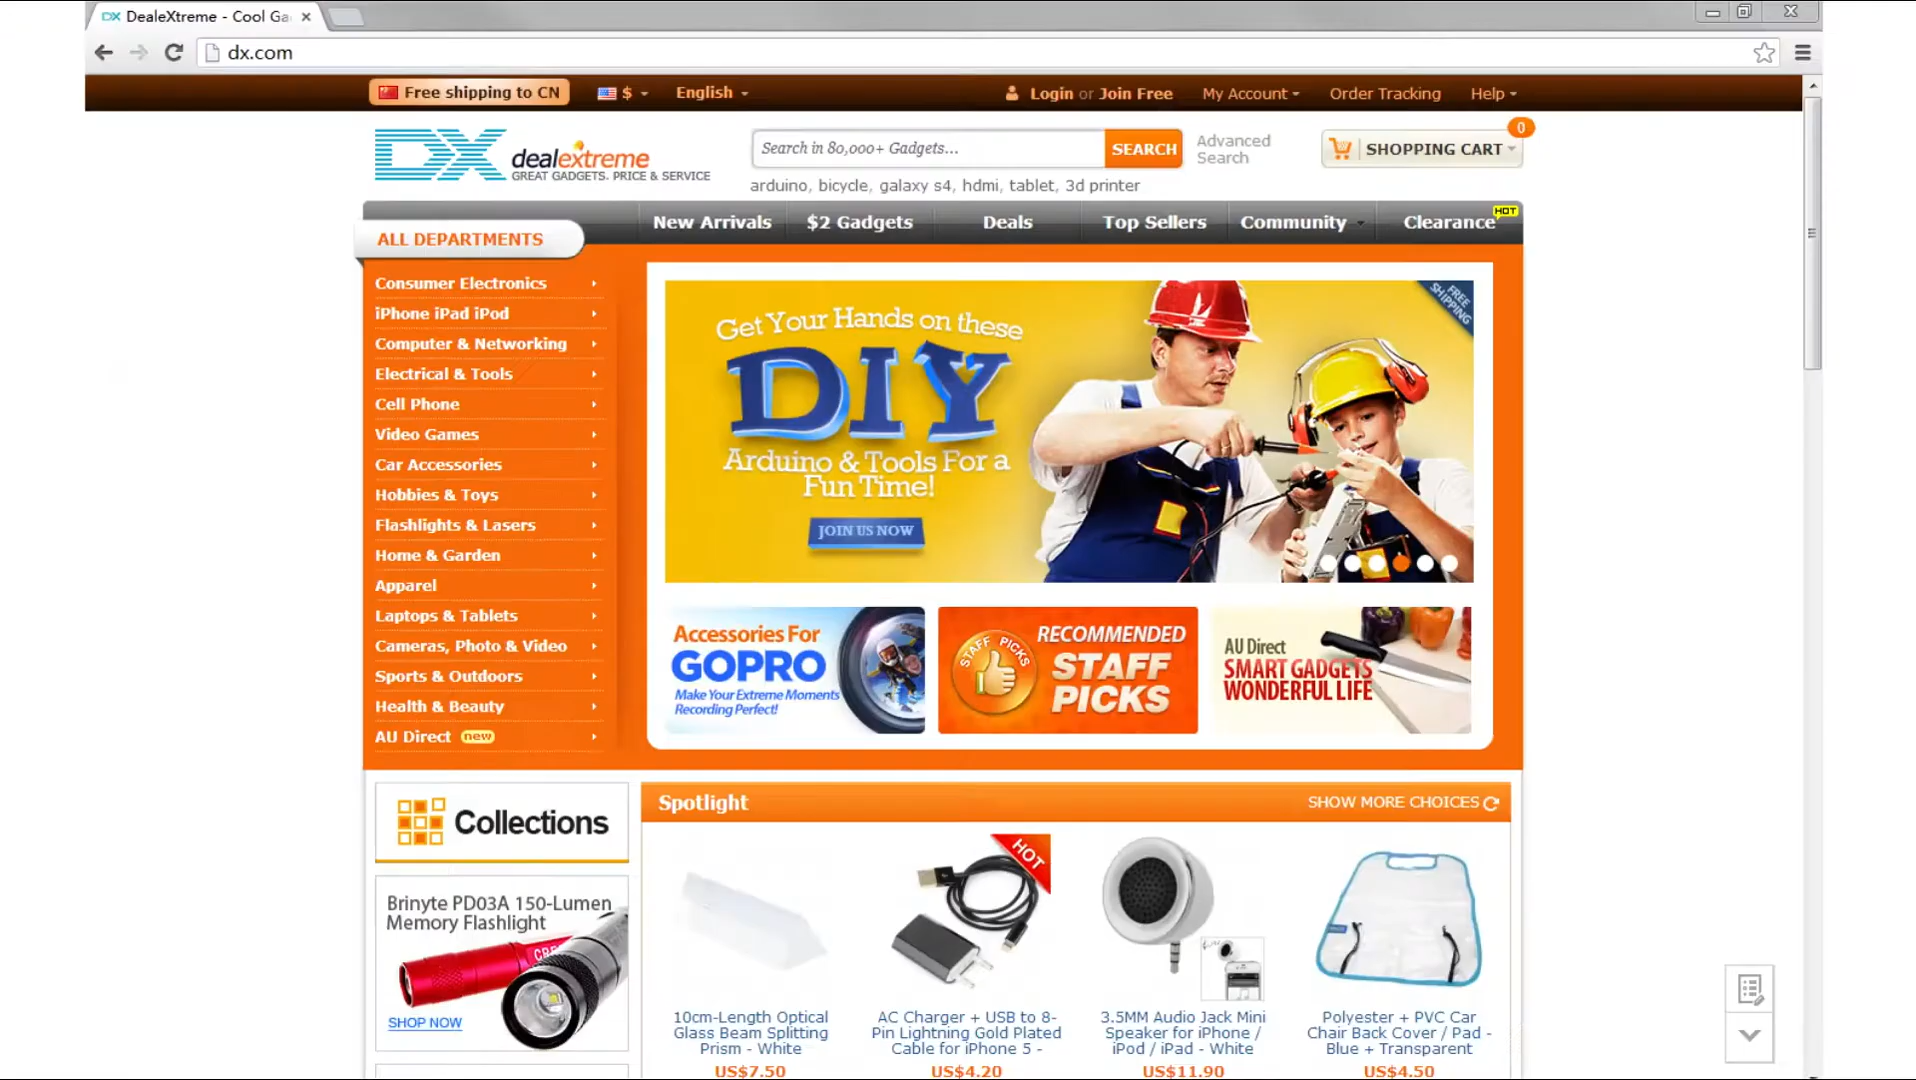 DX DealeXtreme - Cool Ga
dx.com
Free shipping to CN
$
English
Login or Join Free
My Account
Order Tracking
Help
DX dealextreme
GREAT GADGETS. PRICE & SERVICE
Search in 80,000+ Gadgets...
SEARCH
Advanced
Search
0
SHOPPING CART
arduino, bicycle, galaxy s4, hdmi, tablet, 3d printer
ALL DEPARTMENTS
New Arrivals
$2 Gadgets
Deals
Top Sellers
Community
Clearance
HOT
Consumer Electronics
iPhone iPad iPod
Computer & Networking
Electrical & Tools
Cell Phone
Video Games
Car Accessories
Hobbies & Toys
Flashlights & Lasers
Home & Garden
Apparel
Laptops & Tablets
Cameras, Photo & Video
Sports & Outdoors
Health & Beauty
AU Direct new
FREE
SHIPPING
Get Your Hands on these
DIY
Arduino & Tools For a
Fun Time!
JOIN US NOW
Accessories For
GOPRO
Make Your Extreme Moments
Recording Perfect!
STAFF PICKS
RECOMMENDED
STAFF
PICKS
AU Direct
SMART GADGETS
WONDERFUL LIFE
Collections
Brinyte PD03A 150-Lumen
Memory Flashlight
CREE
SHOP NOW
Spotlight
SHOW MORE CHOICES
HOT
10cm-Length Optical
Glass Beam Splitting
Prism - White
US$7.50
AC Charger + USB to 8-
Pin Lightning Gold Plated
Cable for iPhone 5 -
US$4.20
3.5MM Audio Jack Mini
Speaker for iPhone /
iPod / iPad - White
US$11.90
Polyester + PVC Car
Chair Back Cover / Pad -
Blue + Transparent
US$4.50